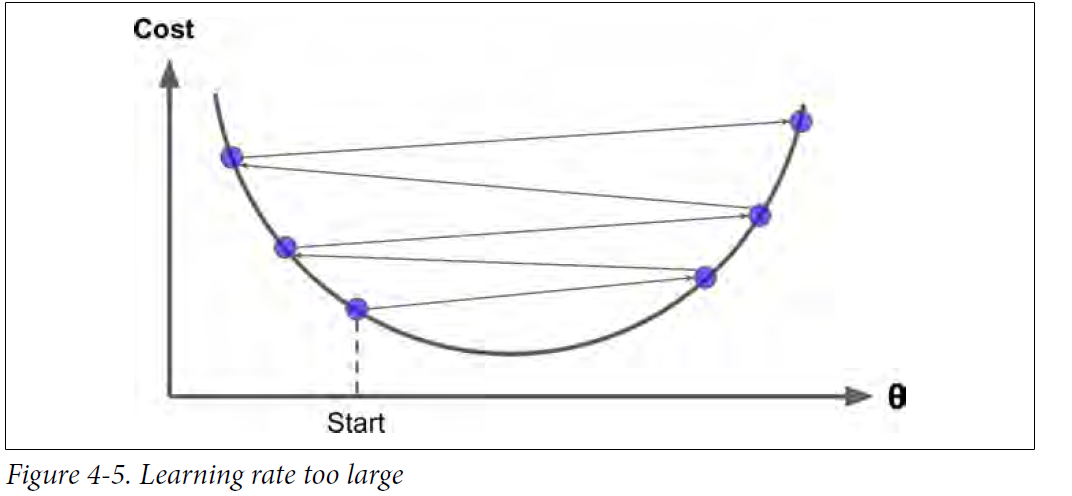 Cost
θ
Start
Figure 4-5. Learning rate too large